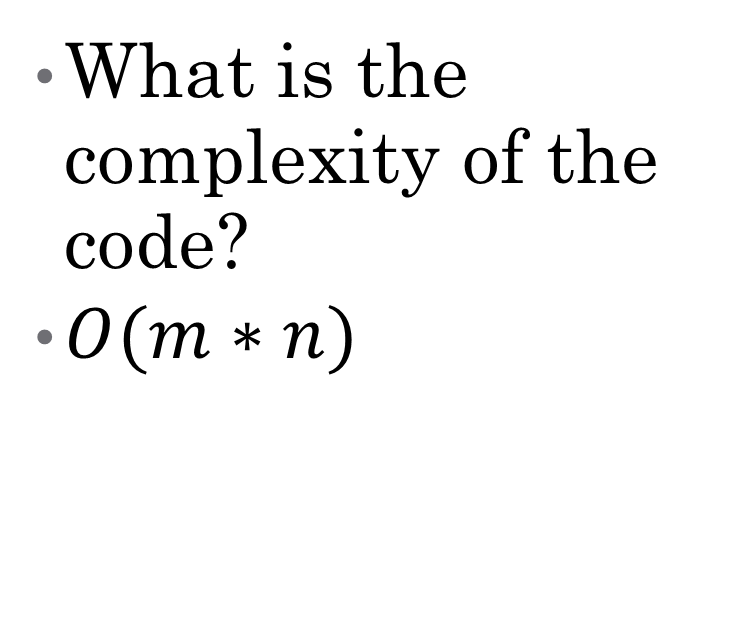 • What is the
complexity of the
code?
• 𝑂(𝑚 ∗ 𝑛)